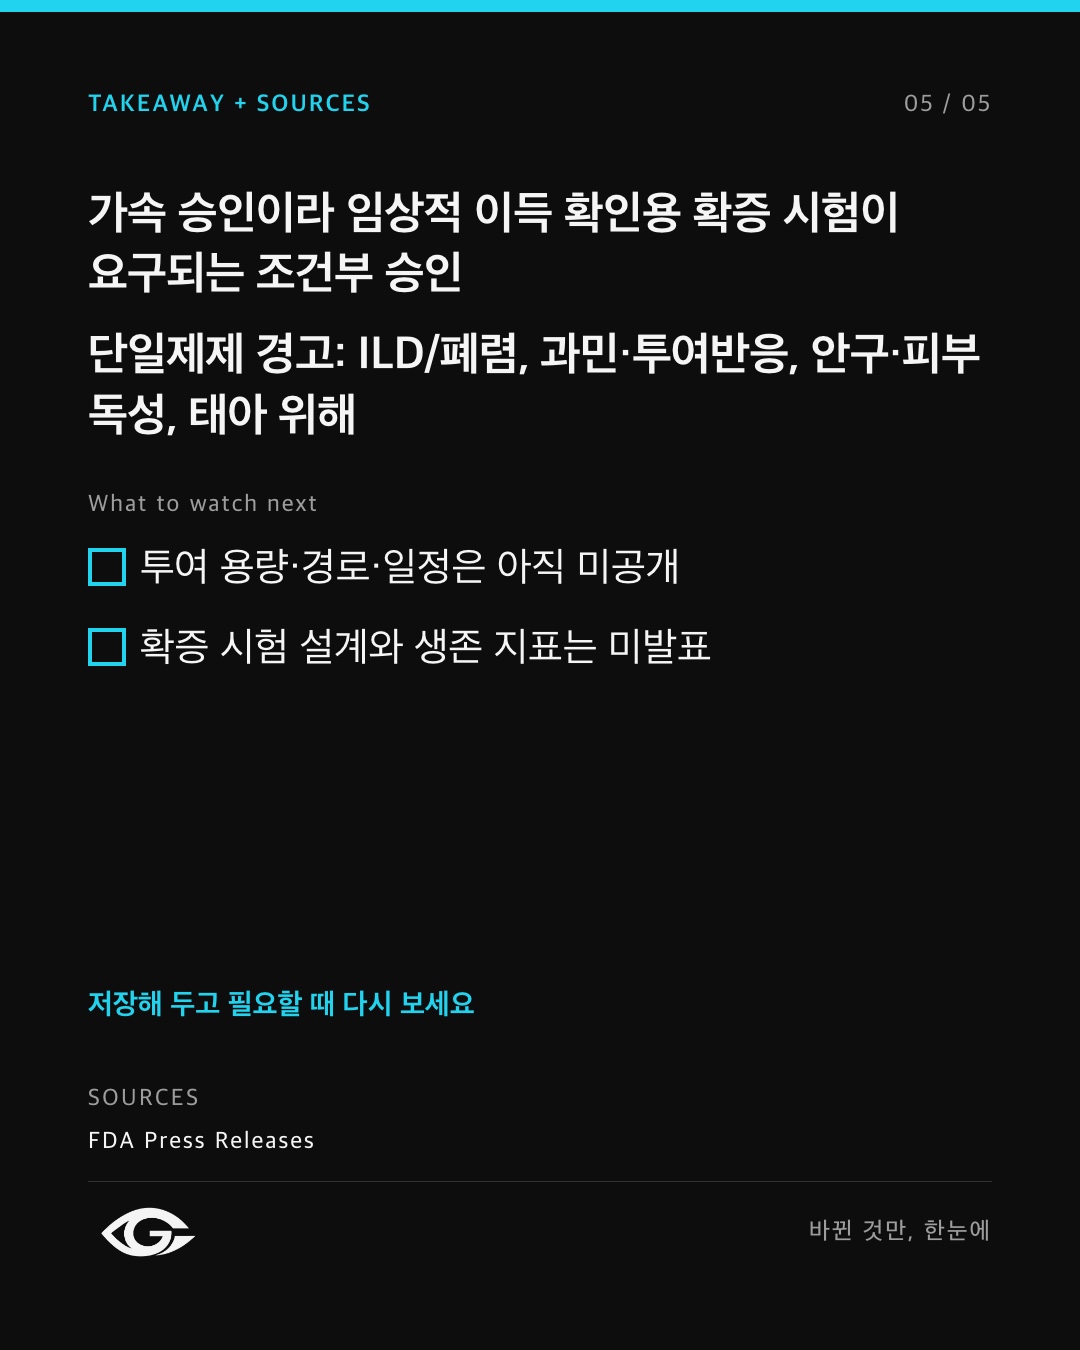 TAKEAWAY + SOURCES
05 / 05
가속 승인이라 임상적 이득 확인용 확증 시험이
요구되는 조건부 승인
단일제제 경고: ILD/폐렴, 과민·투여반응, 안구·피부
독성, 태아 위해
What to watch next
투여 용량·경로·일정은 아직 미공개
확증 시험 설계와 생존 지표는 미발표
저장해 두고 필요할 때 다시 보세요
SOURCES
FDA Press Releases
G
바뀐 것만, 한눈에